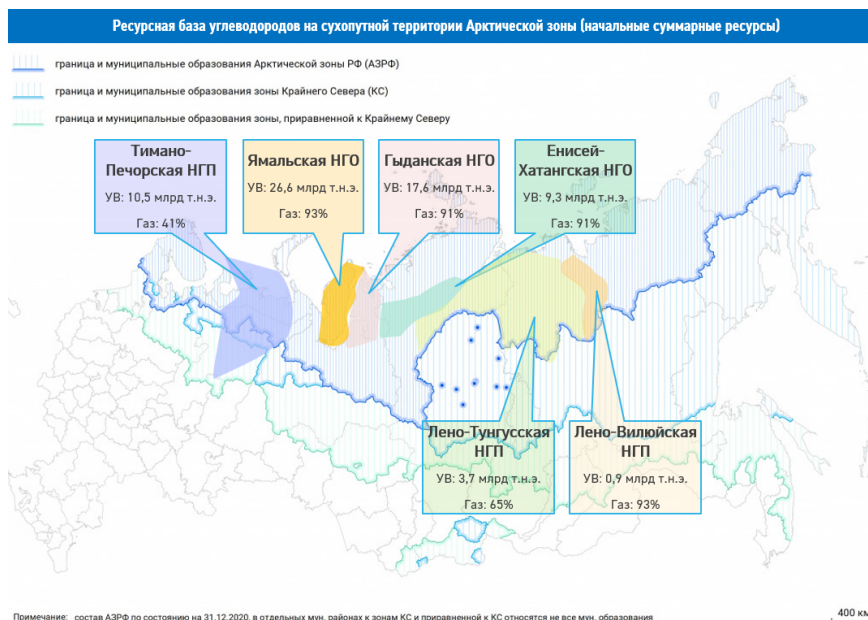 Ресурсная база углеводородов на сухопутной территории Арктической зоны (начальные суммарные ресурсы)
граница и муниципальные образования Арктической зоны РФ (АЗРФ)
граница и муниципальные образования зоны Крайнего Севера (КС)
граница и муниципальные образования зоны, приравненной к Крайнему Северу
Тимано-
Печорская НГП
УВ: 10,5 млрд т.н.э.
Газ: 41%
Ямальская НГО
УВ: 26,6 млрд т.н.э.
Газ: 93%
Гыданская НГО
УВ: 17,6 млрд т.н.э.
Газ: 91%
Енисей-
Хатангская НГО
УВ: 9,3 млрд т.н.э.
Газ: 91%
Лено-Тунгусская
НГП
УВ: 3,7 млрд т.н.э.
Газ: 65%
Лено-Вилюйская
НГП
УВ: 0,9 млрд т.н.э.
Газ: 93%
400 км
Примечание: состав АЗРФ по состоянию на 31.12.2020, в отдельных мун. районах к зонам КС и приравненной к КС относятся не все мун. образования